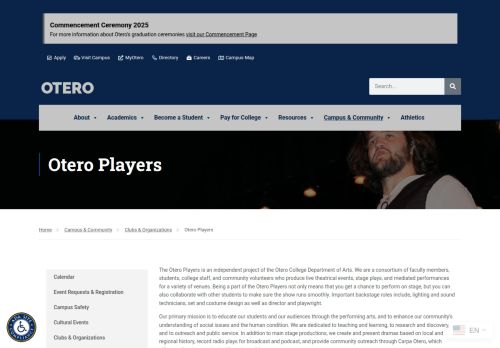 Commencement Ceremony 2025
For more information about Otero's graduation ceremonies visit our Commencement Page
Apply Visit Campus MyOtero Directory Careers Campus Map
OTERO
Search...
About Academics Become a Student Pay for College Resources Campus & Community Athletics
Otero Players
Home Campus & Community Clubs & Organizations Otero Players
Calendar
Event Requests & Registration
Campus Safety
Cultural Events
Clubs & Organizations
The Otero Players is an independent project of the Otero College Department of Arts. We are a consortium of faculty members,
students, college staff, and community volunteers who produce live theatrical events, stage plays, and mediated performances
for a variety of venues. Being a part of the Otero Players not only means that you get a chance to perform on stage, but you can
also collaborate with other students to make sure the show runs smoothly. Important backstage roles include, lighting and sound
technicians, set and costume design as well as director and playwright.
Our primary mission is to educate our students and our audiences through the performing arts, and to enhance our community's
understanding of social issues and the human condition. We are dedicated to teaching and learning, to research and discovery,
and to outreach and public service. In addition to main stage productions, we create and present dramas based on local and
regional history, record radio plays for broadcast and podcast, and provide community outreach through Carpa Otero, which
EN